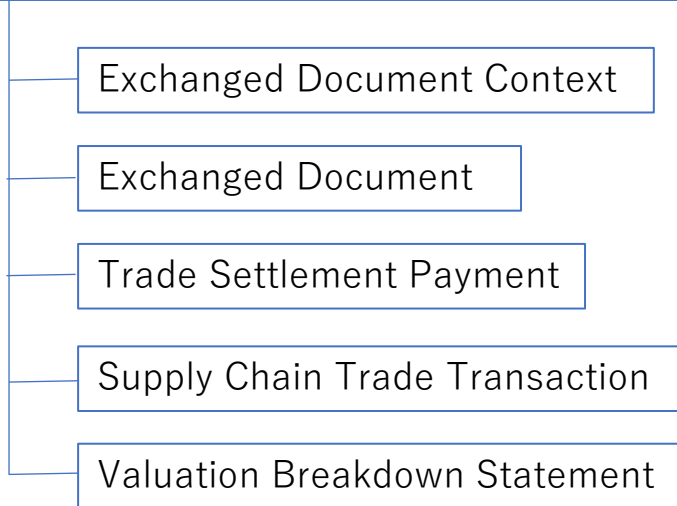 Exchanged Document Context
Exchanged Document
Trade Settlement Payment
Supply Chain Trade Transaction
Valuation Breakdown Statement